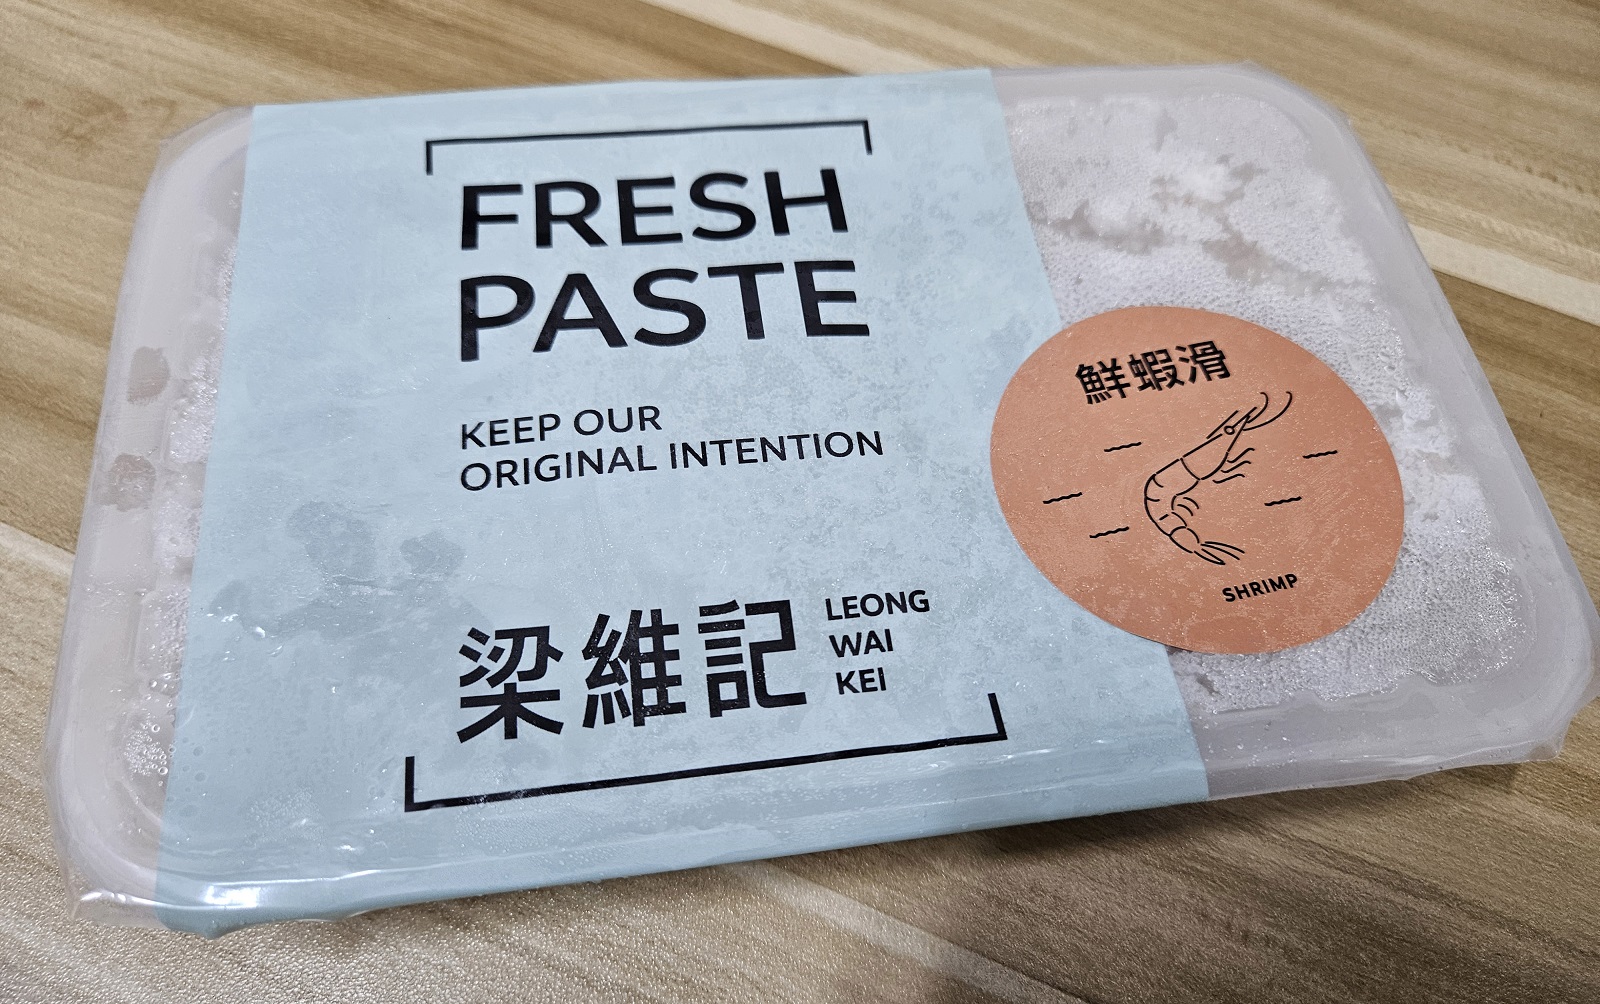 FRESH
PASTE
KEEP OUR
ORIGINAL INTENTION
梁維記
LEONG
WAI
KEI
鮮蝦滑
SHRIMP